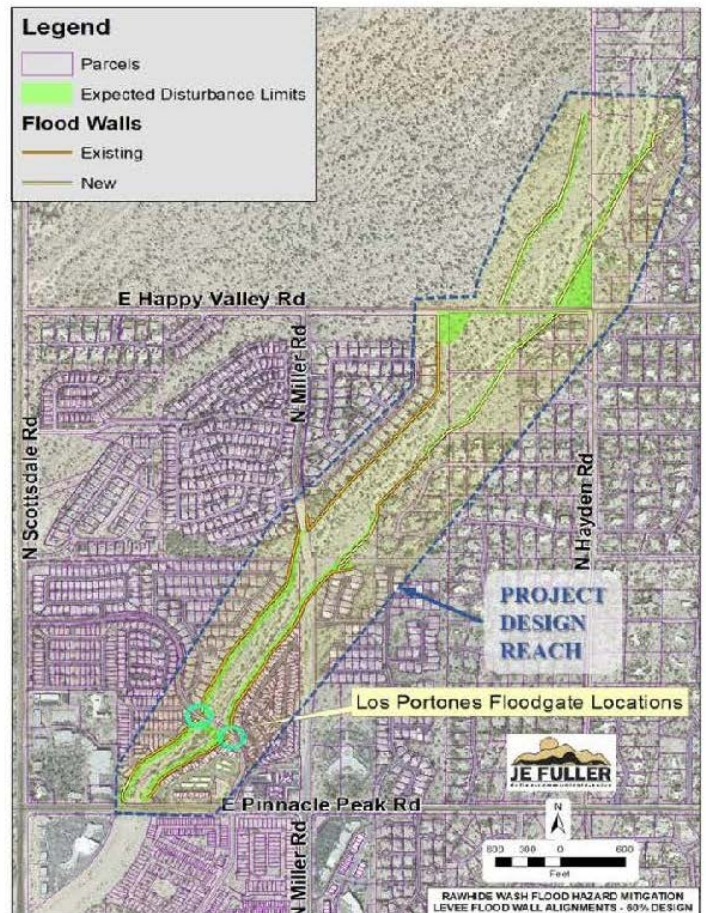 Legend
Parcels
Expected Disturbance Limits
Flood Walls
Existing
New
E Happy Valley Rd
N Miller Rd
N Scottsdale Rd
N Hayden Rd
PROJECT
DESIGN
REACH
Los Portones Floodgate Locations
JE FULLER
E Pinnacle Peak Rd
N Miller Rd
N
600 300 0 600
Feet
RAWHIDE WASH FLOOD HAZARD MITIGATION
LEVEE FLOOD WALL ALIGNMENTS - 60% DESIGN